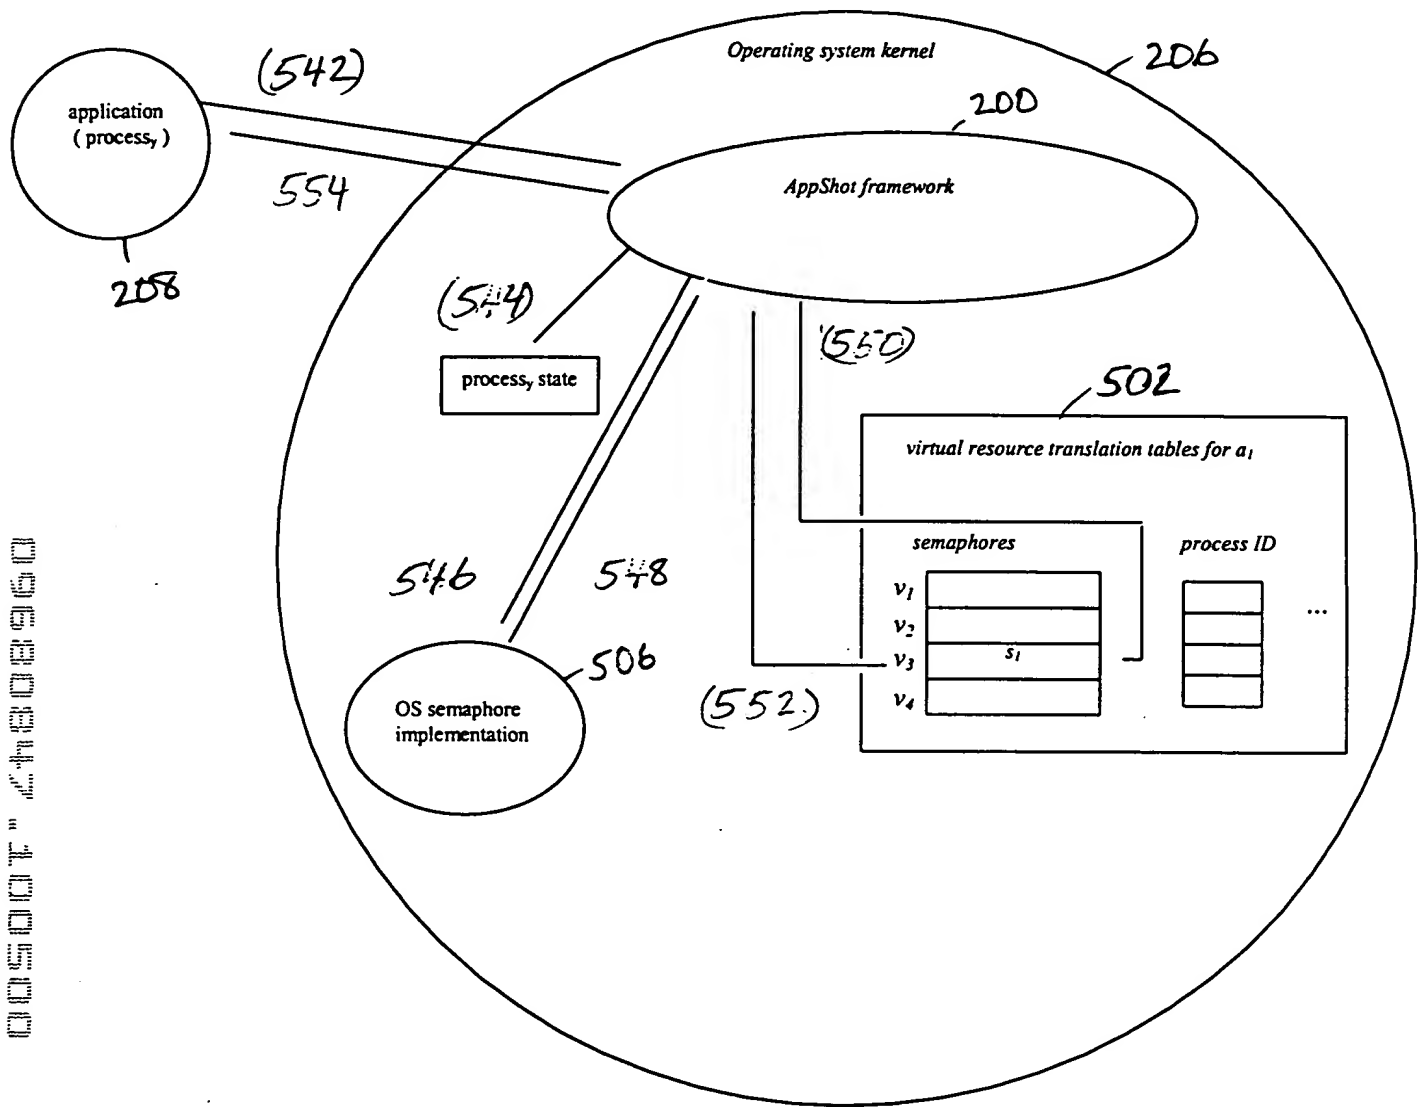 Operating system kernel
206
(542)
200
application
( processᵧ )
AppShot framework
554
208
(544)
(550)
502
processᵧ state
virtual resource translation tables for a₁
semaphores
process ID
546
548
v₁
v₂
...
v₃
s₁
506
v₄
(552)
OS semaphore
implementation
09680847.100500